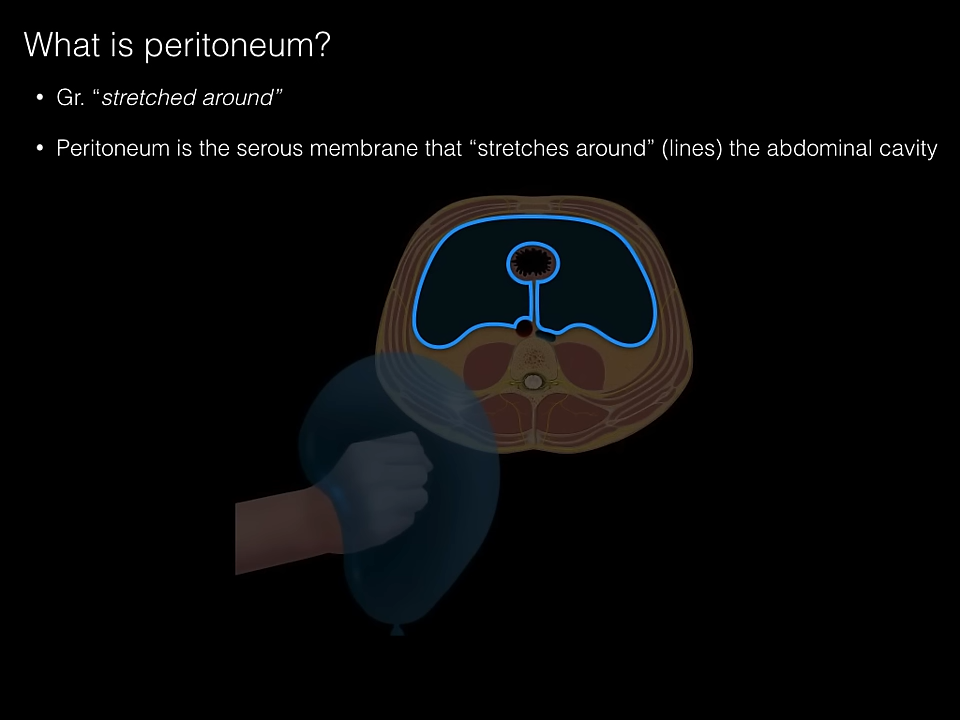 What is peritoneum?
• Gr. “stretched around”
• Peritoneum is the serous membrane that “stretches around” (lines) the abdominal cavity